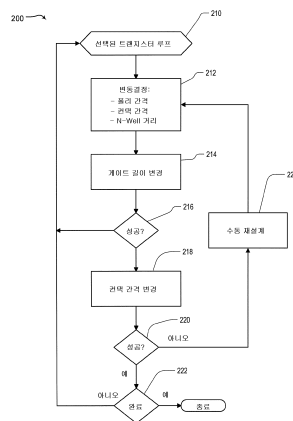 200
210
선택된 트랜지스터 루프
212
변동결정:
- 폴리 간격
- 컨택 간격
- N-Well 거리
214
게이트 길이 변경
216
성공?
22
수동 재설계
218
컨택 간격 변경
220
성공?
아니오
예
222
아니오
예
완료
종료